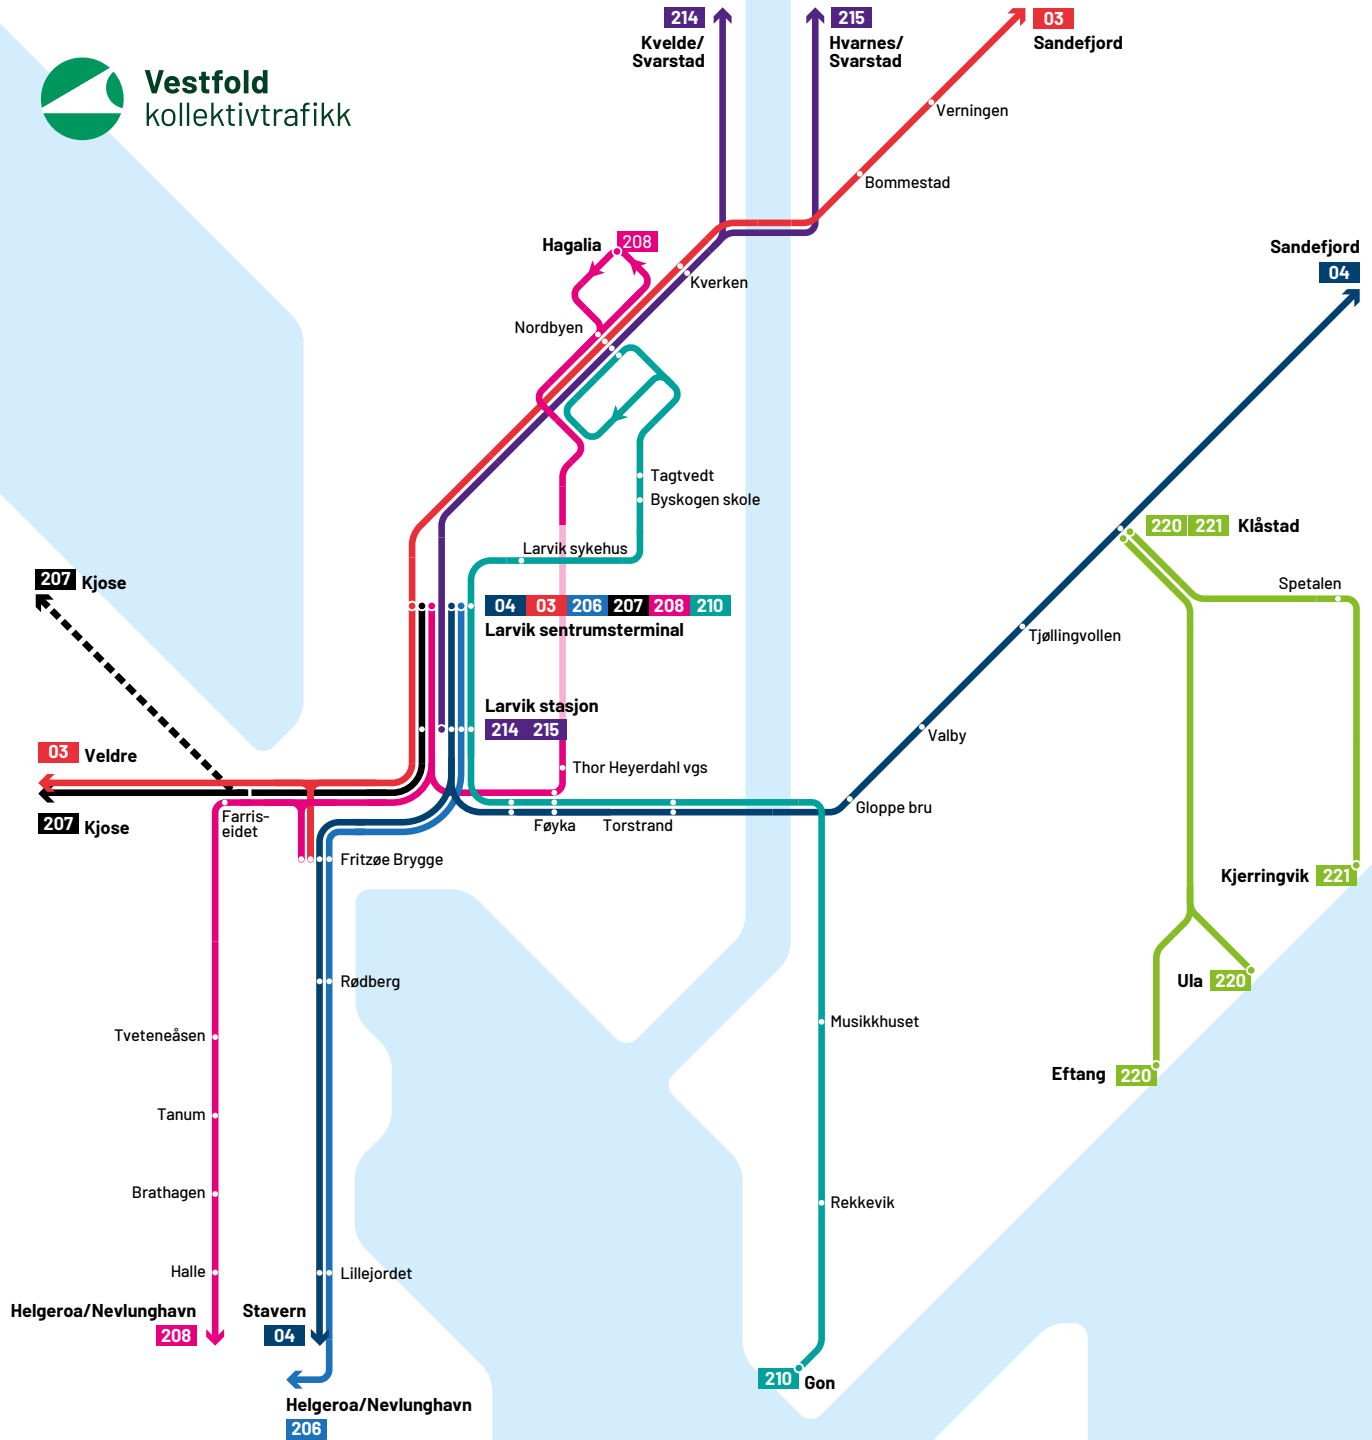 214
Kvelde/
Svarstad
215
Hvarnes/
Svarstad
03
Sandefjord
Vestfold
kollektivtrafikk
Verningen
Bommestad
Hagalia 208
Kverken
Sandefjord
04
Nordbyen
Tagtvedt
Byskogen skole
Larvik sykehus
220 221 Klåstad
207 Kjose
Spetalen
04 03 206 207 208 210
Larvik sentrumsterminal
Tjøllingvollen
Larvik stasjon
214 215
Valby
03 Veldre
Thor Heyerdahl vgs
207 Kjose
Farris-
eidet
Føyka
Torstrand
Gloppe bru
Fritzøe Brygge
Kjerringvik 221
Rødberg
Ula 220
Tveteneåsen
Musikkhuset
Eftang 220
Tanum
Brathagen
Rekkevik
Halle
Lillejordet
Helgeroa/Nevlunghavn
208
Stavern
04
210 Gon
Helgeroa/Nevlunghavn
206